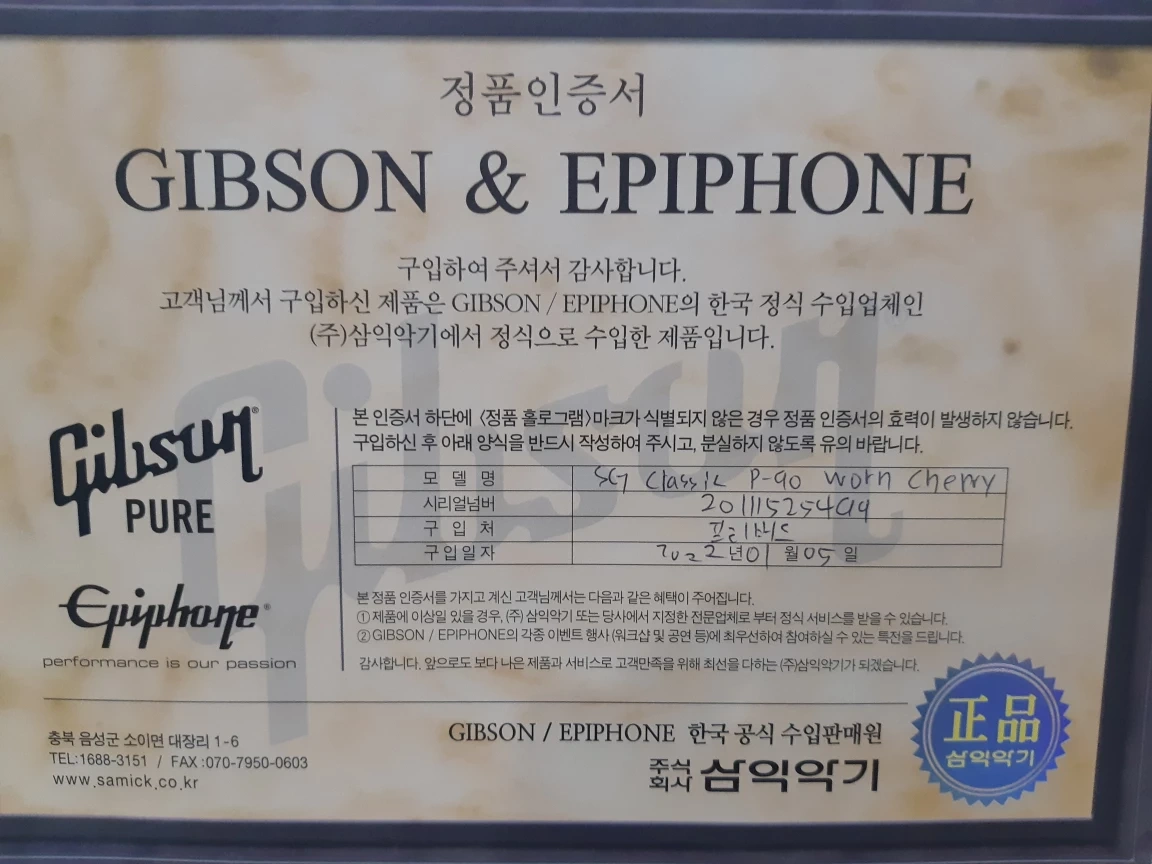 정품인증서
GIBSON & EPIPHONE
구입하여 주셔서 감사합니다.
고객님께서 구입하신 제품은 GIBSON / EPIPHONE의 한국 정식 수입업체인
(주)삼익악기에서 정식으로 수입한 제품입니다.
Gibson®
PURE
Epiphone®
performance is our passion
본 인증서 하단에 〈정품 홀로그램〉마크가 식별되지 않은 경우 정품 인증서의 효력이 발생하지 않습니다.
구입하신 후 아래 양식을 반드시 작성하여 주시고, 분실하지 않도록 유의 바랍니다.
모 델 명 SG Classic P-90 Worn Cherry
시리얼넘버
구 입 처 프리버드
구입일자 2022년 01월 05일
본 정품 인증서를 가지고 계신 고객님께서는 다음과 같은 혜택이 주어집니다.
① 제품에 이상일 있을 경우, (주) 삼익악기 또는 당사에서 지정한 전문업체로 부터 정식 서비스를 받을 수 있습니다.
② GIBSON / EPIPHONE의 각종 이벤트 행사 (워크샵 및 공연 등)에 최우선하여 참여하실 수 있는 특전을 드립니다.
감사합니다. 앞으로도 보다 나은 제품과 서비스로 고객만족을 위해 최선을 다하는 (주)삼익악기가 되겠습니다.
충북 음성군 소이면 대장리 1-6
TEL:1688-3151 / FAX :070-7950-0603
www.samick.co.kr
GIBSON / EPIPHONE 한국 공식 수입판매원
주식회사 삼익악기
正品
삼익악기
Gibson